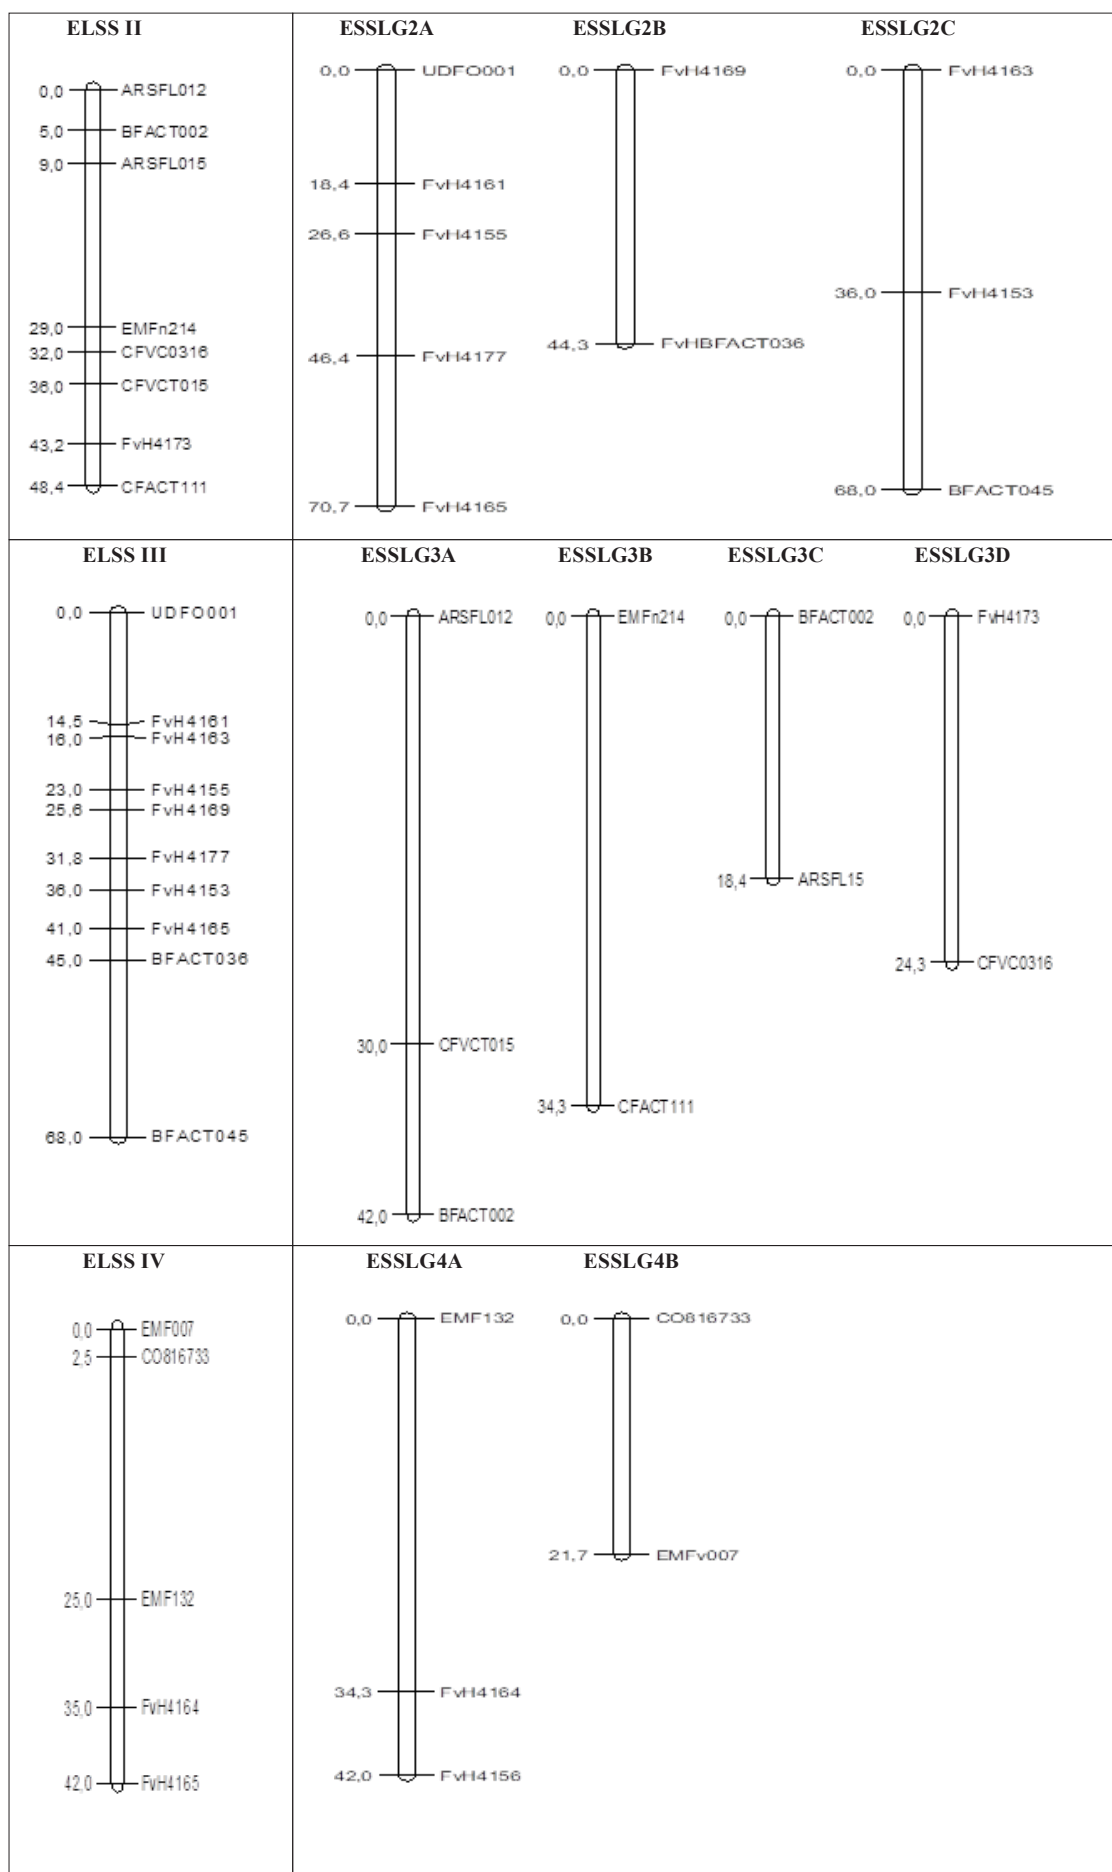 ELSS II
0,0 ARSFL012
5,0 BFACT002
9,0 ARSFL015
29,0 EMFn214
32,0 CFVC0316
36,0 CFVCT015
43,2 FvH4173
48,4 CFACT111
ESSLG2A
0,0 UDFO001
18,4 FvH4161
26,6 FvH4155
46,4 FvH4177
70,7 FvH4165
ESSLG2B
0,0 FvH4169
44,3 FvHBFACT036
ESSLG2C
0,0 FvH4163
36,0 FvH4153
68,0 BFACT045
ELSS III
0,0 UDFO001
14,5 FvH4161
16,0 FvH4163
23,0 FvH4155
25,6 FvH4169
31,8 FvH4177
36,0 FvH4153
41,0 FvH4165
45,0 BFACT036
68,0 BFACT045
ESSLG3A
0,0 ARSFL012
30,0 CFVCT015
42,0 BFACT002
ESSLG3B
0,0 EMFn214
34,3 CFACT111
ESSLG3C
0,0 BFACT002
18,4 ARSFL15
ESSLG3D
0,0 FvH4173
24,3 CFVC0316
ELSS IV
0,0 EMF007
2,5 CO816733
25,0 EMF132
35,0 FvH4164
42,0 FvH4165
ESSLG4A
0,0 EMF132
34,3 FvH4164
42,0 FvH4156
ESSLG4B
0,0 CO816733
21,7 EMFv007